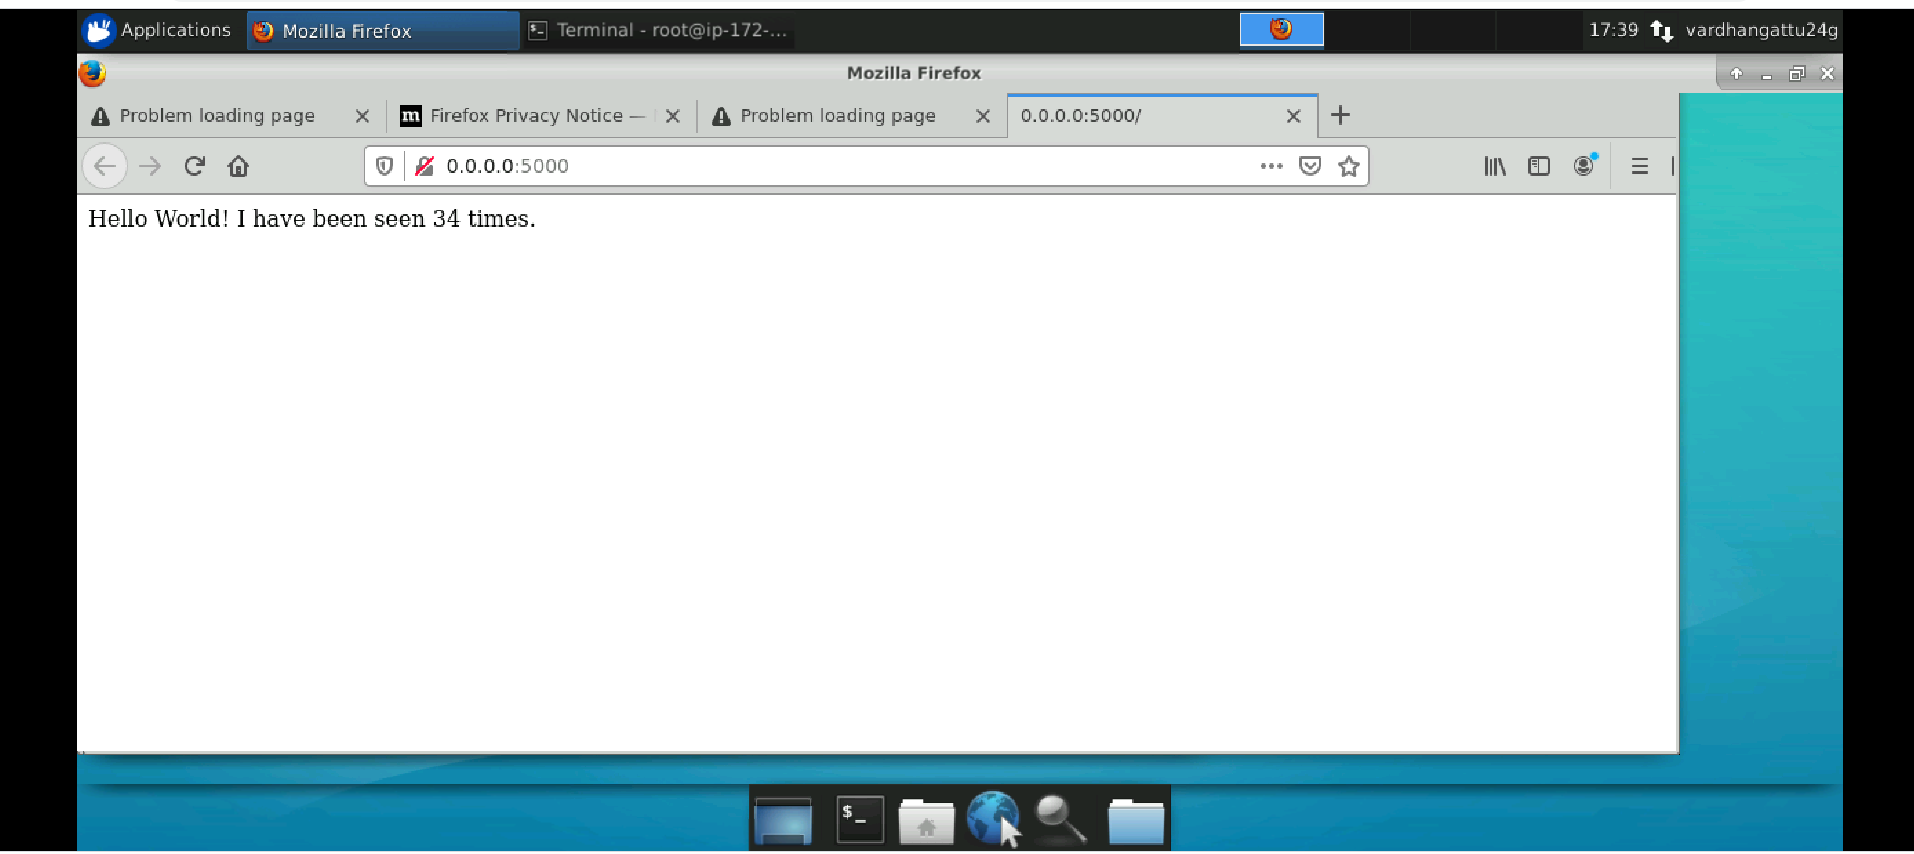 Applications Mozilla Firefox Terminal - root@ip-172-... 17:39 vardhangattu24g
Mozilla Firefox
Problem loading page m Firefox Privacy Notice — Problem loading page 0.0.0.0:5000/
0.0.0.0:5000
Hello World! I have been seen 34 times.
$_